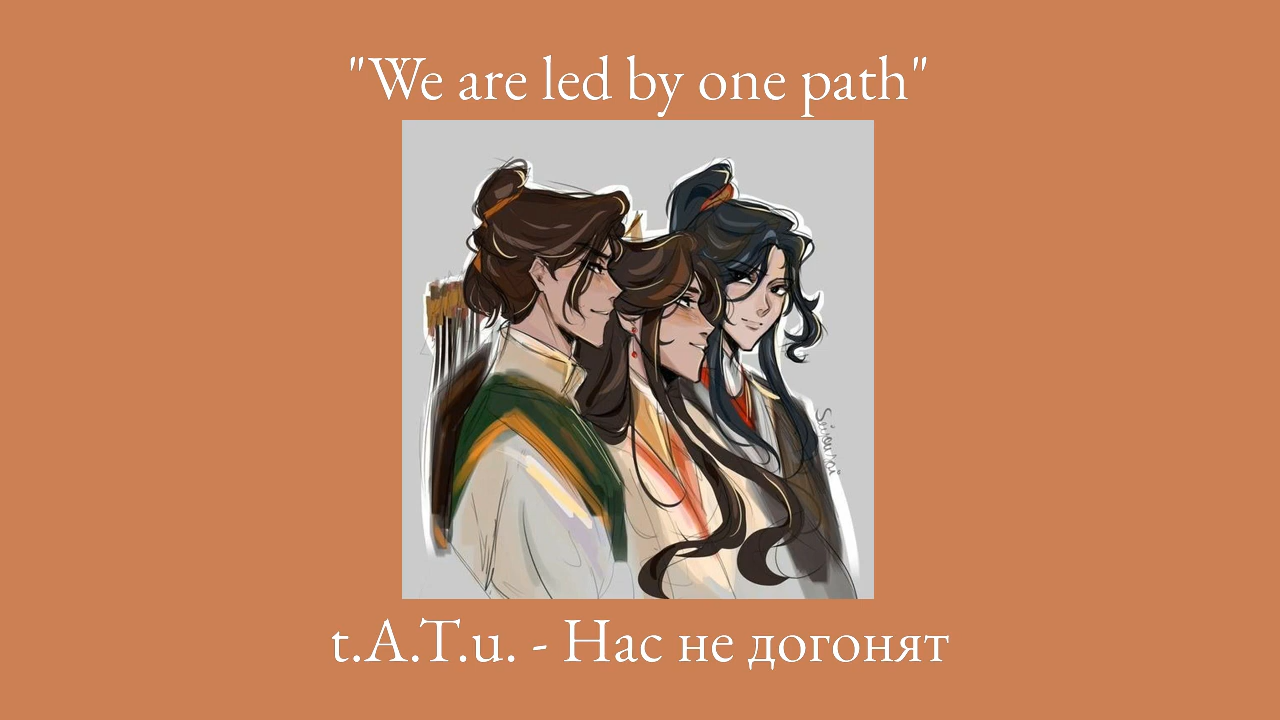 "We are led by one path"
t.A.T.u. - Нас не догонят